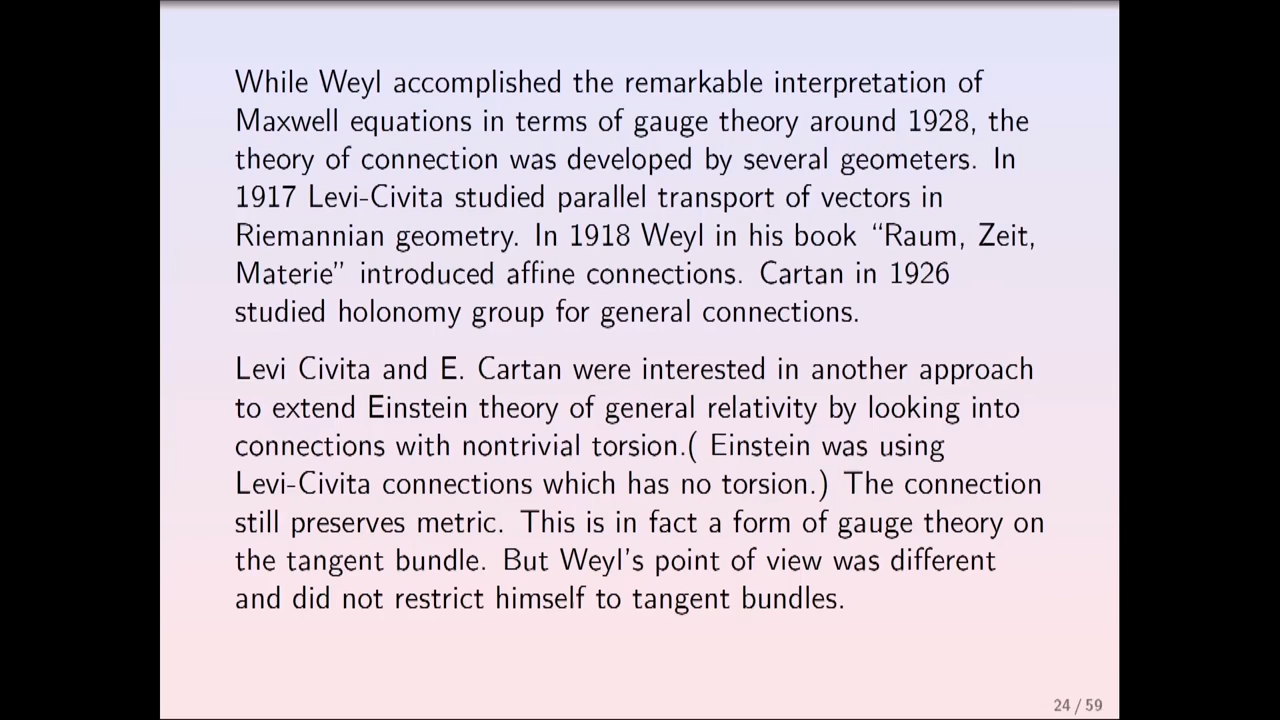 While Weyl accomplished the remarkable interpretation of
Maxwell equations in terms of gauge theory around 1928, the
theory of connection was developed by several geometers. In
1917 Levi-Civita studied parallel transport of vectors in
Riemannian geometry. In 1918 Weyl in his book “Raum, Zeit,
Materie” introduced affine connections. Cartan in 1926
studied holonomy group for general connections.
Levi Civita and E. Cartan were interested in another approach
to extend Einstein theory of general relativity by looking into
connections with nontrivial torsion.( Einstein was using
Levi-Civita connections which has no torsion.) The connection
still preserves metric. This is in fact a form of gauge theory on
the tangent bundle. But Weyl’s point of view was different
and did not restrict himself to tangent bundles.
24 / 59